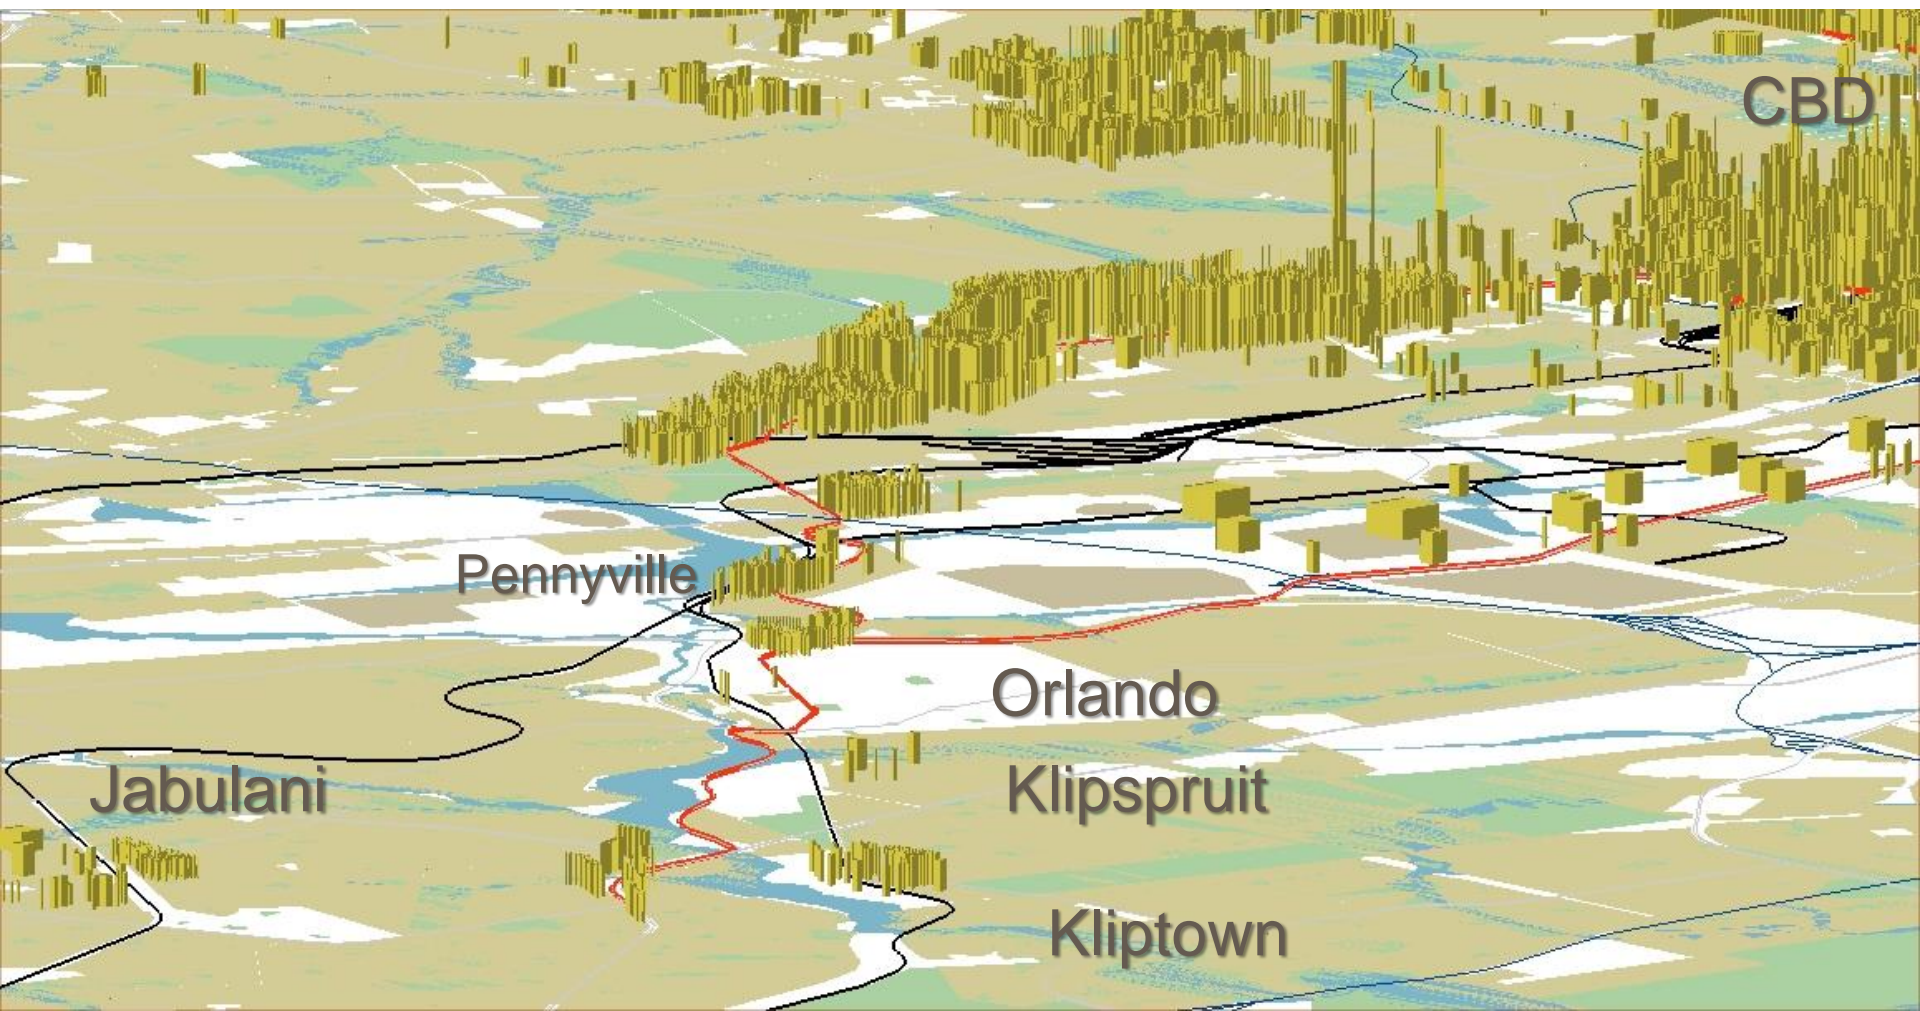 CBD
Pennyville
Orlando
Jabulani
Klipspruit
Kliptown